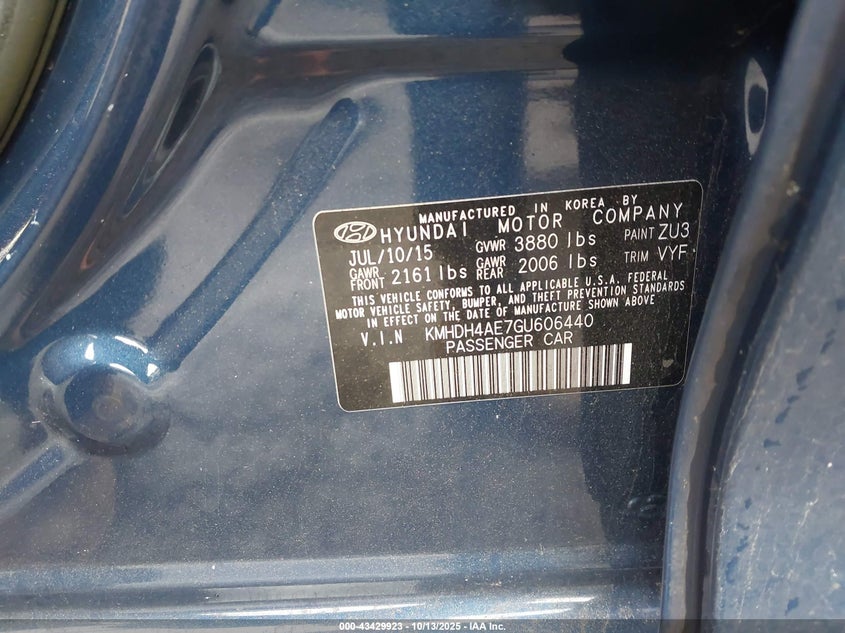 MANUFACTURED IN KOREA BY
HYUNDAI MOTOR COMPANY
JUL/10/15 GVWR 3880 lbs PAINT ZU3
GAWR FRONT 2161 lbs GAWR REAR 2006 lbs TRIM VYF
THIS VEHICLE CONFORMS TO ALL APPLICABLE U.S.A. FEDERAL
MOTOR VEHICLE SAFETY, BUMPER, AND THEFT PREVENTION STANDARDS
IN EFFECT ON THE DATE OF MANUFACTURE SHOWN ABOVE
V.I.N KMHDH4AE7GU606440
PASSENGER CAR
000-43429923 - 10/13/2025 - IAA Inc.